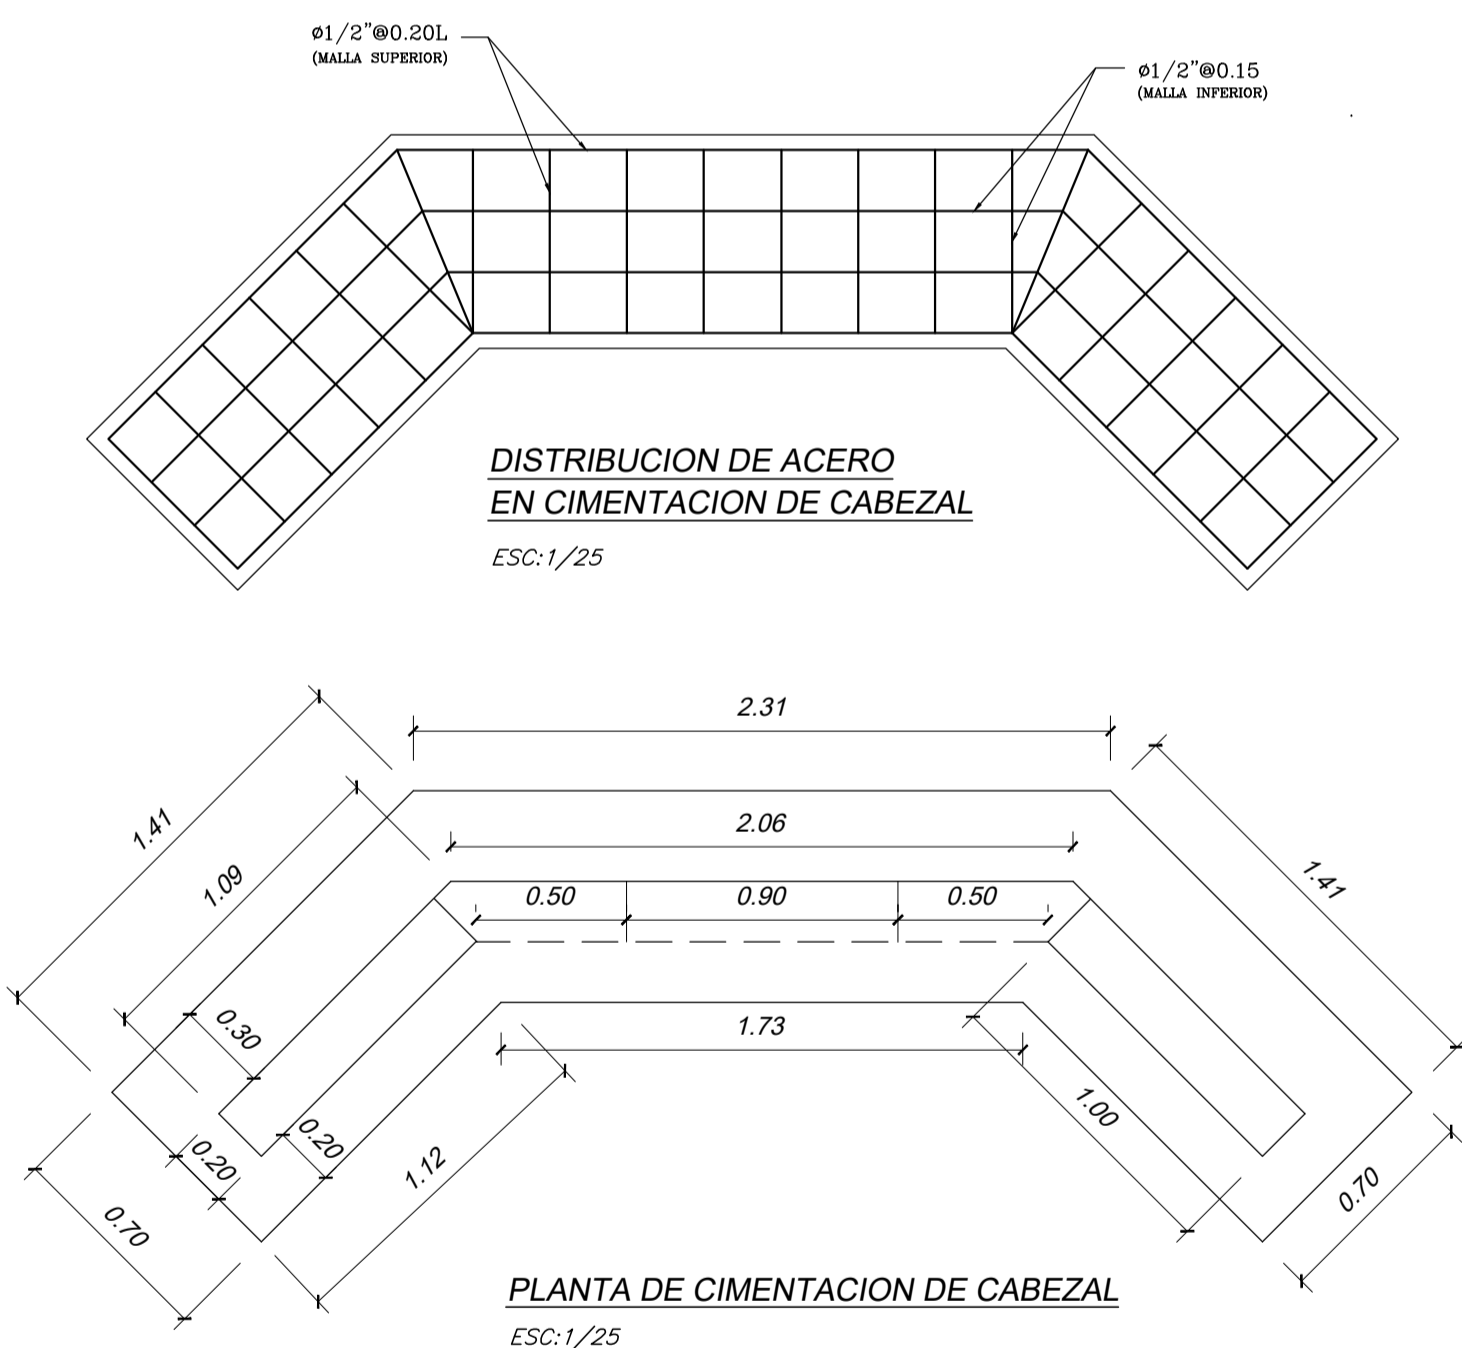 ø1/2"@0.20L
(MALLA SUPERIOR)
ø1/2"@0.15
(MALLA INFERIOR)
DISTRIBUCION DE ACERO
EN CIMENTACION DE CABEZAL
ESC:1/25
2.31
1.41
2.06
1.09
1.41
0.50 0.90 0.50
0.30
1.73
1.00
0.20
0.20
1.12
0.70
0.70
PLANTA DE CIMENTACION DE CABEZAL
ESC:1/25